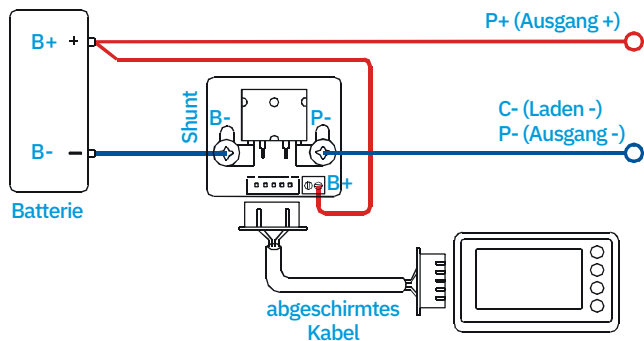 P+ (Ausgang +)
B+ +
Shunt
B-
P-
C- (Laden -)
P- (Ausgang -)
B- −
B+
Batterie
abgeschirmtes
Kabel